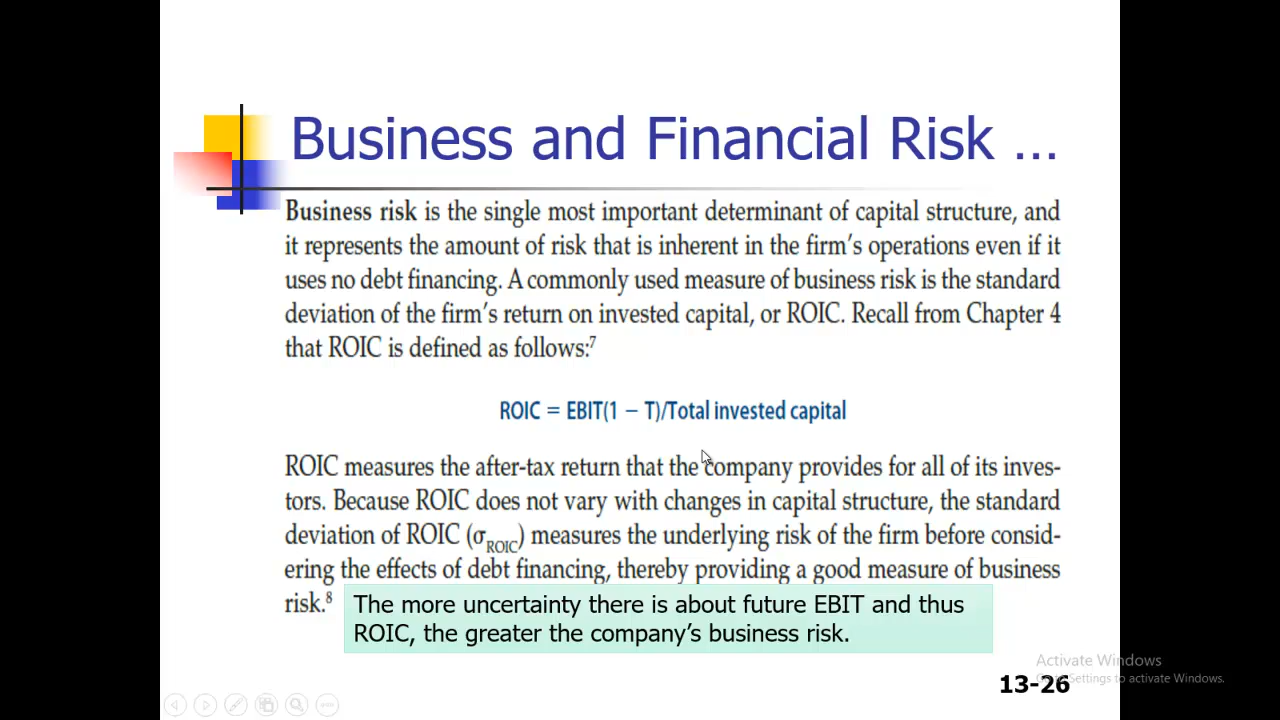 Business and Financial Risk ...
Business risk is the single most important determinant of capital structure, and
it represents the amount of risk that is inherent in the firm's operations even if it
uses no debt financing. A commonly used measure of business risk is the standard
deviation of the firm's return on invested capital, or ROIC. Recall from Chapter 4
that ROIC is defined as follows:⁷
ROIC = EBIT(1 − T)/Total invested capital
ROIC measures the after-tax return that the company provides for all of its inves-
tors. Because ROIC does not vary with changes in capital structure, the standard
deviation of ROIC (σROIC) measures the underlying risk of the firm before consid-
ering the effects of debt financing, thereby providing a good measure of business
risk.⁸
The more uncertainty there is about future EBIT and thus
ROIC, the greater the company's business risk.
Activate Windows
Settings to activate Windows.
13-26